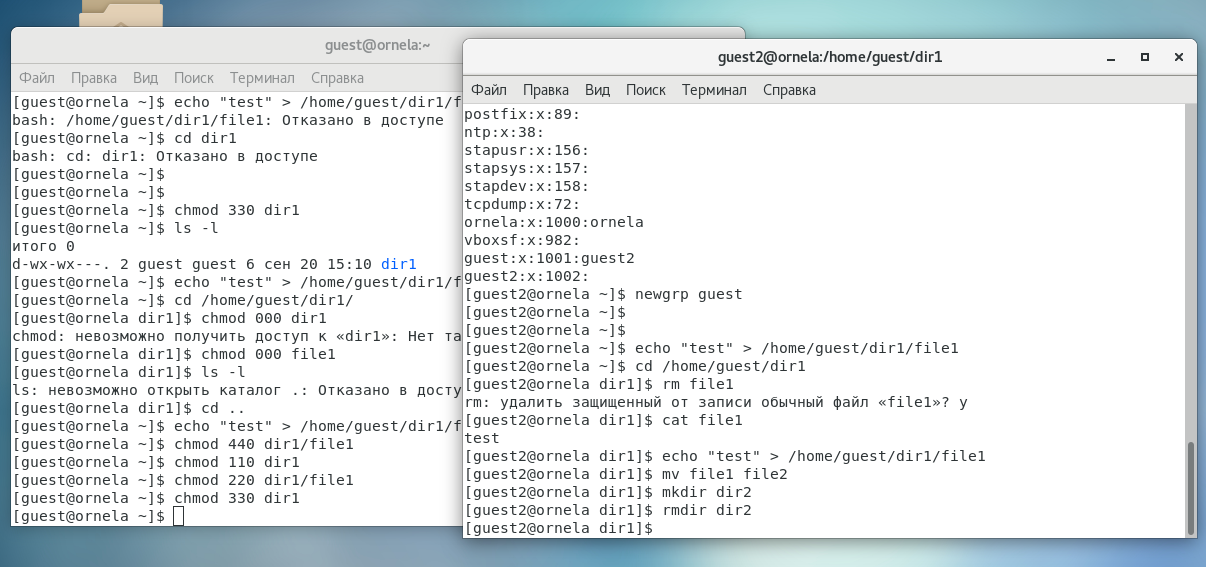 guest@ornela:~
Файл Правка Вид Поиск Терминал Справка
[guest@ornela ~]$ echo "test" > /home/guest/dir1/f
bash: /home/guest/dir1/file1: Отказано в доступе
[guest@ornela ~]$ cd dir1
bash: cd: dir1: Отказано в доступе
[guest@ornela ~]$
[guest@ornela ~]$
[guest@ornela ~]$ chmod 330 dir1
[guest@ornela ~]$ ls -l
итого 0
d-wx-wx---. 2 guest guest 6 сен 20 15:10 dir1
[guest@ornela ~]$ echo "test" > /home/guest/dir1/f
[guest@ornela ~]$ cd /home/guest/dir1/
[guest@ornela dir1]$ chmod 000 dir1
chmod: невозможно получить доступ к «dir1»: Нет та
[guest@ornela dir1]$ chmod 000 file1
[guest@ornela dir1]$ ls -l
ls: невозможно открыть каталог .: Отказано в досту
[guest@ornela dir1]$ cd ..
[guest@ornela ~]$ echo "test" > /home/guest/dir1/f
[guest@ornela ~]$ chmod 440 dir1/file1
[guest@ornela ~]$ chmod 110 dir1
[guest@ornela ~]$ chmod 220 dir1/file1
[guest@ornela ~]$ chmod 330 dir1
[guest@ornela ~]$
guest2@ornela:/home/guest/dir1
Файл Правка Вид Поиск Терминал Справка
postfix:x:89:
ntp:x:38:
stapusr:x:156:
stapsys:x:157:
stapdev:x:158:
tcpdump:x:72:
ornela:x:1000:ornela
vboxsf:x:982:
guest:x:1001:guest2
guest2:x:1002:
[guest2@ornela ~]$ newgrp guest
[guest2@ornela ~]$
[guest2@ornela ~]$
[guest2@ornela ~]$ echo "test" > /home/guest/dir1/file1
[guest2@ornela ~]$ cd /home/guest/dir1
[guest2@ornela dir1]$ rm file1
rm: удалить защищенный от записи обычный файл «file1»? y
[guest2@ornela dir1]$ cat file1
test
[guest2@ornela dir1]$ echo "test" > /home/guest/dir1/file1
[guest2@ornela dir1]$ mv file1 file2
[guest2@ornela dir1]$ mkdir dir2
[guest2@ornela dir1]$ rmdir dir2
[guest2@ornela dir1]$